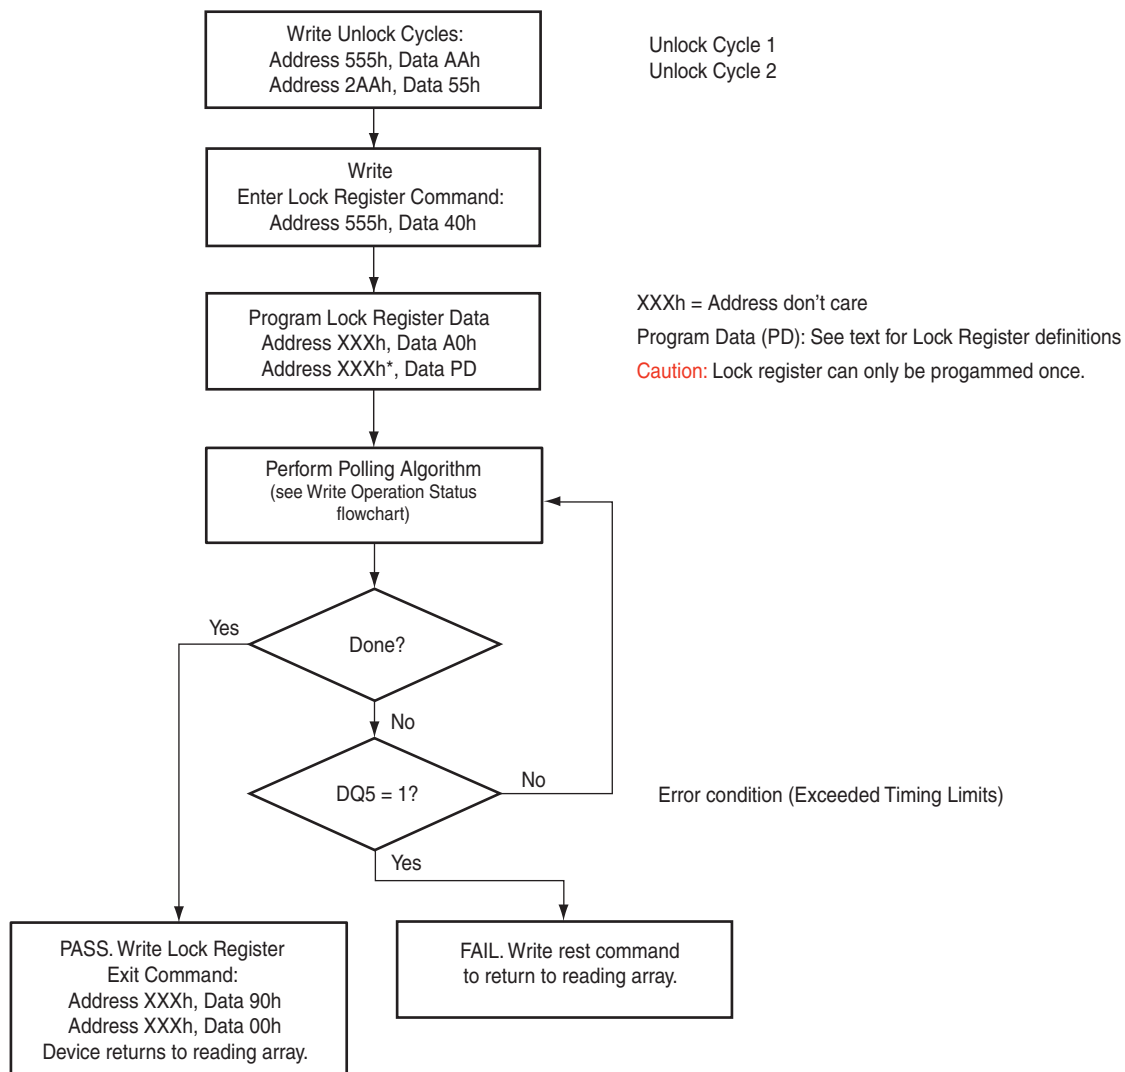 Write Unlock Cycles:
Address 555h, Data AAh
Address 2AAh, Data 55h
Unlock Cycle 1
Unlock Cycle 2
Write
Enter Lock Register Command:
Address 555h, Data 40h
Program Lock Register Data
Address XXXh, Data A0h
Address XXXh*, Data PD
XXXh = Address don't care
Program Data (PD): See text for Lock Register definitions
Caution: Lock register can only be progammed once.
Perform Polling Algorithm
(see Write Operation Status
flowchart)
Yes
Done?
No
DQ5 = 1?
No
Error condition (Exceeded Timing Limits)
Yes
PASS. Write Lock Register
Exit Command:
Address XXXh, Data 90h
Address XXXh, Data 00h
Device returns to reading array.
FAIL. Write rest command
to return to reading array.